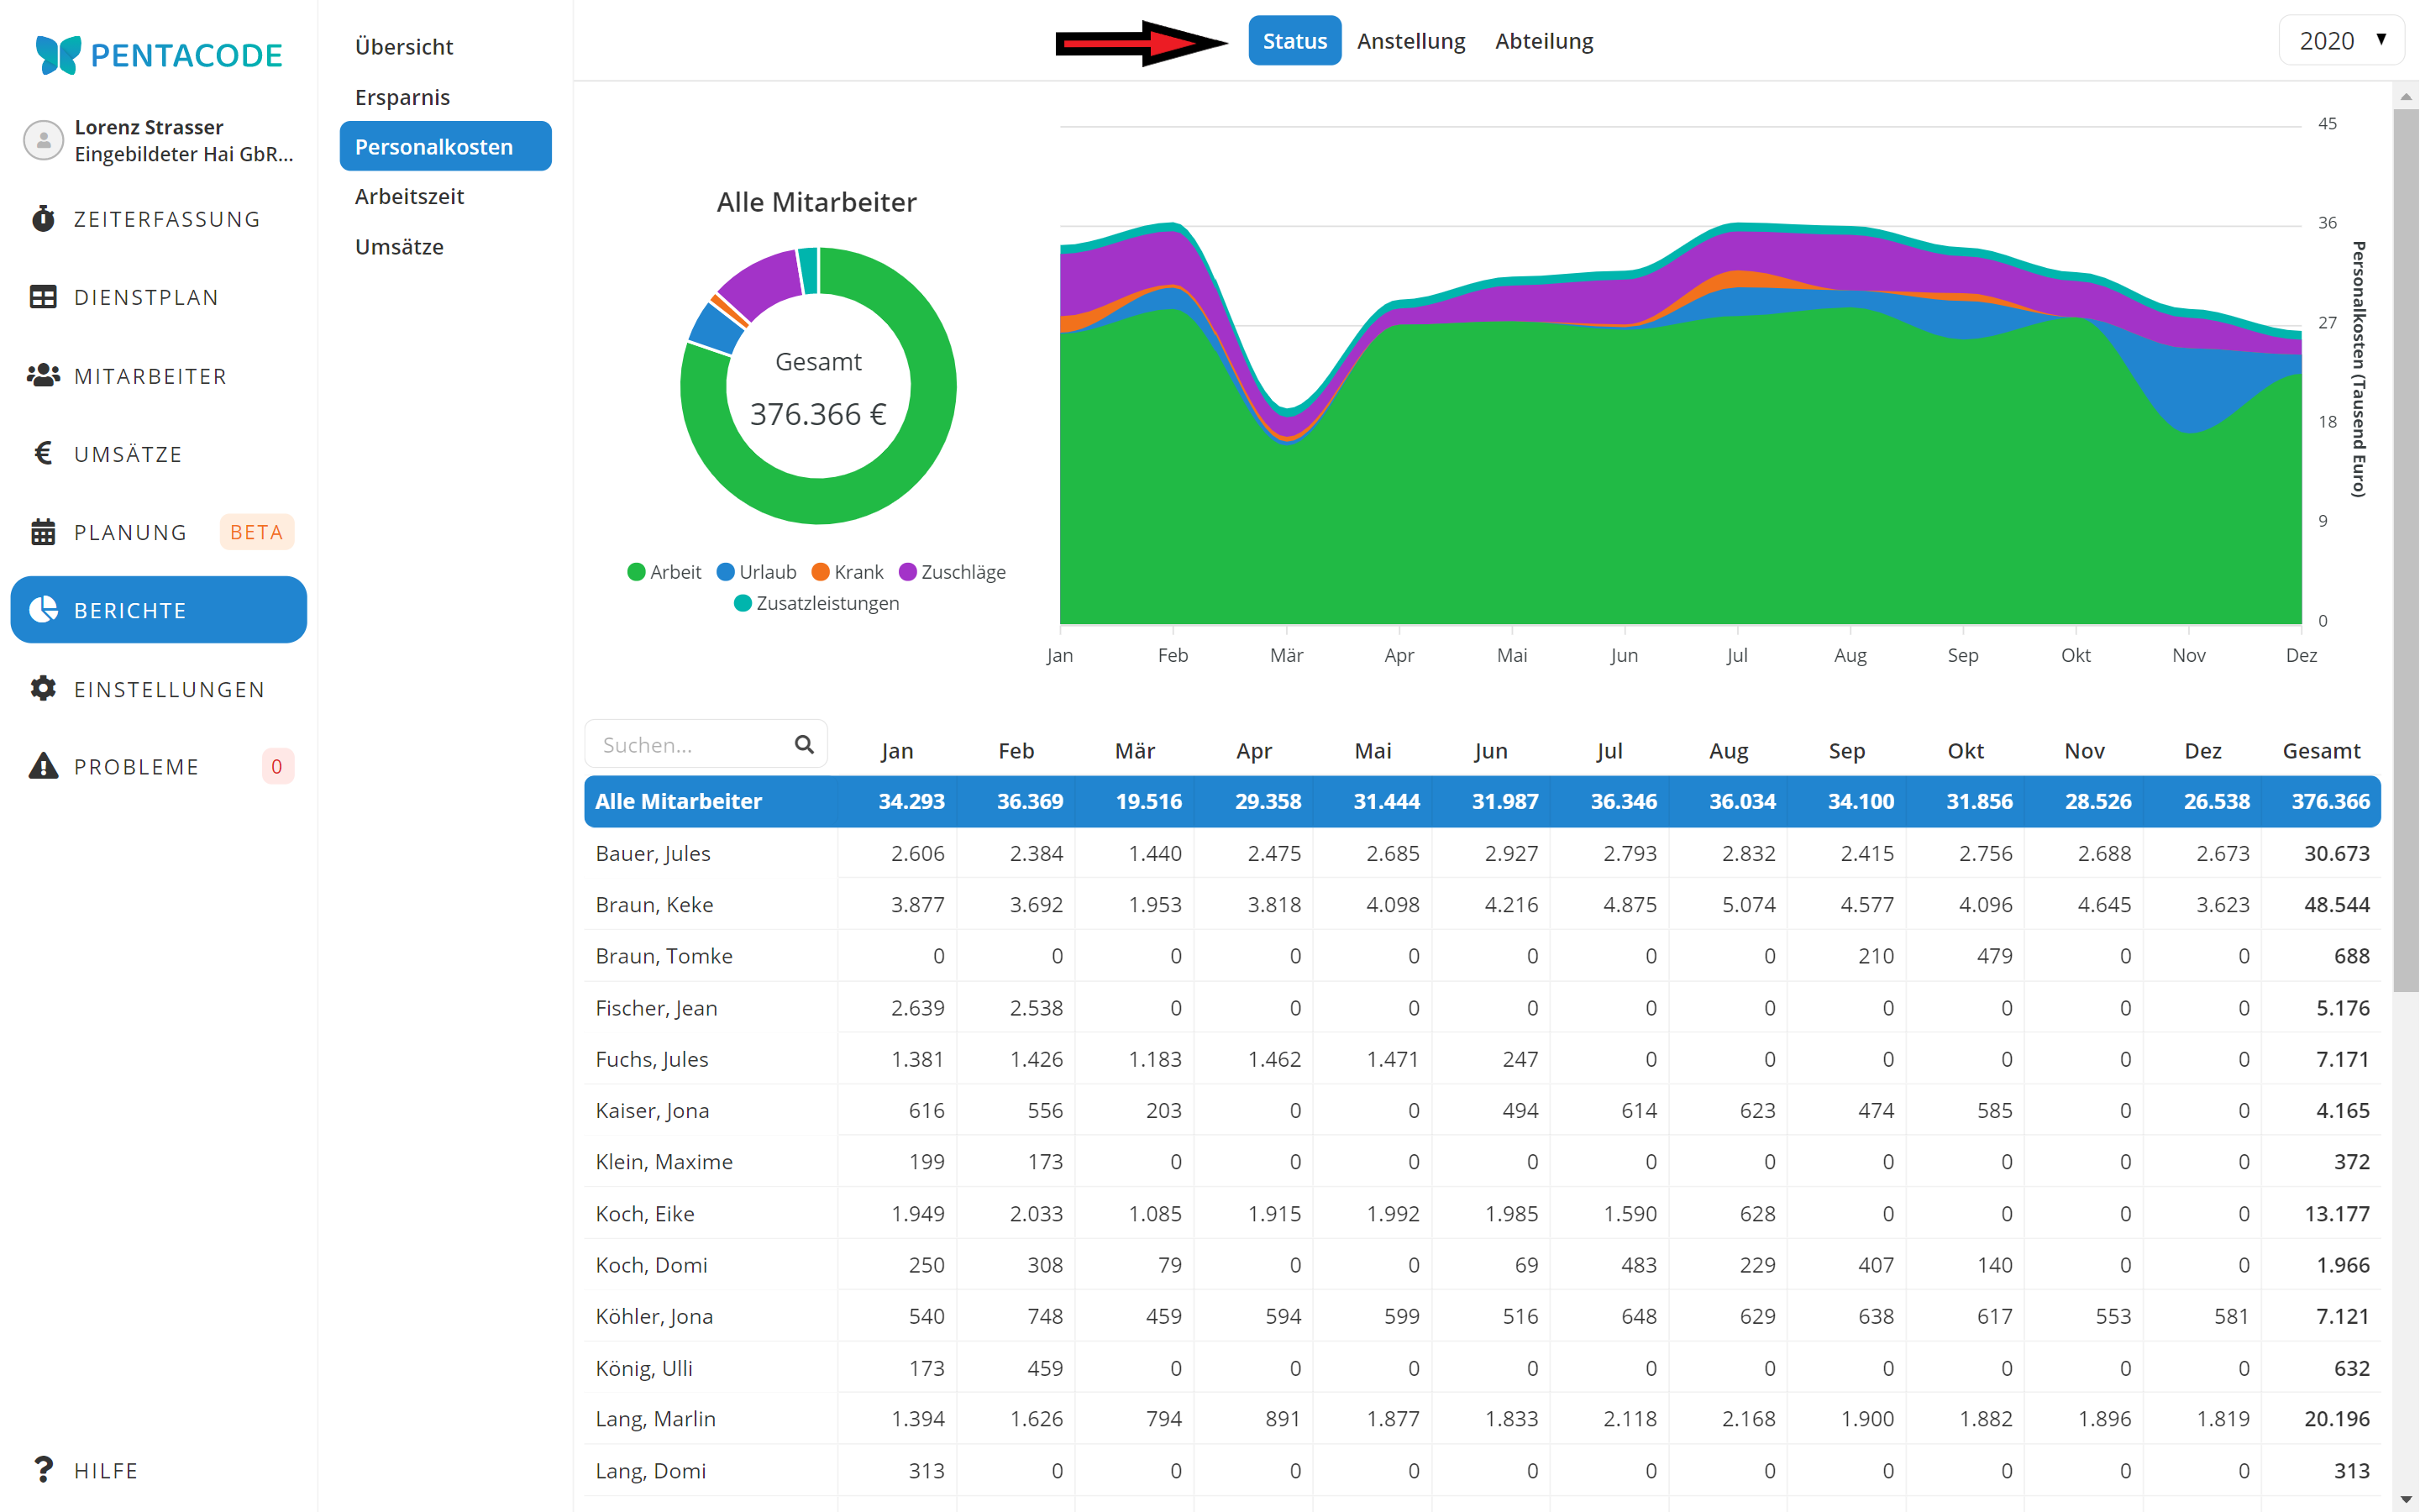 PENTACODE
Lorenz Strasser
Eingebildeter Hai GbR...
ZEITERFASSUNG
DIENSTPLAN
MITARBEITER
UMSÄTZE
PLANUNG BETA
BERICHTE
EINSTELLUNGEN
PROBLEME 0
HILFE
Übersicht
Ersparnis
Personalkosten
Arbeitszeit
Umsätze
Status Anstellung Abteilung
2020
Alle Mitarbeiter
Gesamt
376.366 €
Arbeit Urlaub Krank Zuschläge
Zusatzleistungen
45
36
27
18
9
0
Personalkosten (Tausend Euro)
Jan Feb Mär Apr Mai Jun Jul Aug Sep Okt Nov Dez
Suchen... Jan Feb Mär Apr Mai Jun Jul Aug Sep Okt Nov Dez Gesamt
Alle Mitarbeiter 34.293 36.369 19.516 29.358 31.444 31.987 36.346 36.034 34.100 31.856 28.526 26.538 376.366
Bauer, Jules 2.606 2.384 1.440 2.475 2.685 2.927 2.793 2.832 2.415 2.756 2.688 2.673 30.673
Braun, Keke 3.877 3.692 1.953 3.818 4.098 4.216 4.875 5.074 4.577 4.096 4.645 3.623 48.544
Braun, Tomke 0 0 0 0 0 0 0 0 210 479 0 0 688
Fischer, Jean 2.639 2.538 0 0 0 0 0 0 0 0 0 0 5.176
Fuchs, Jules 1.381 1.426 1.183 1.462 1.471 247 0 0 0 0 0 0 7.171
Kaiser, Jona 616 556 203 0 0 494 614 623 474 585 0 0 4.165
Klein, Maxime 199 173 0 0 0 0 0 0 0 0 0 0 372
Koch, Eike 1.949 2.033 1.085 1.915 1.992 1.985 1.590 628 0 0 0 0 13.177
Koch, Domi 250 308 79 0 0 69 483 229 407 140 0 0 1.966
Köhler, Jona 540 748 459 594 599 516 648 629 638 617 553 581 7.121
König, Ulli 173 459 0 0 0 0 0 0 0 0 0 0 632
Lang, Marlin 1.394 1.626 794 891 1.877 1.833 2.118 2.168 1.900 1.882 1.896 1.819 20.196
Lang, Domi 313 0 0 0 0 0 0 0 0 0 0 0 313